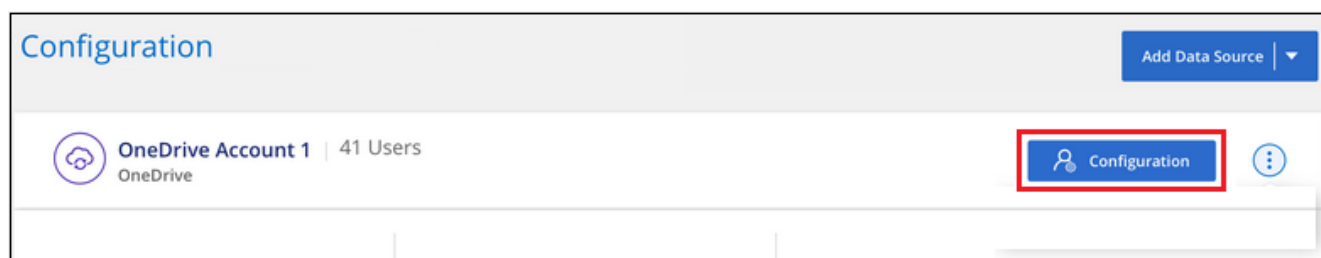 Configuration
Add Data Source
OneDrive Account 1 | 41 Users
OneDrive
Configuration